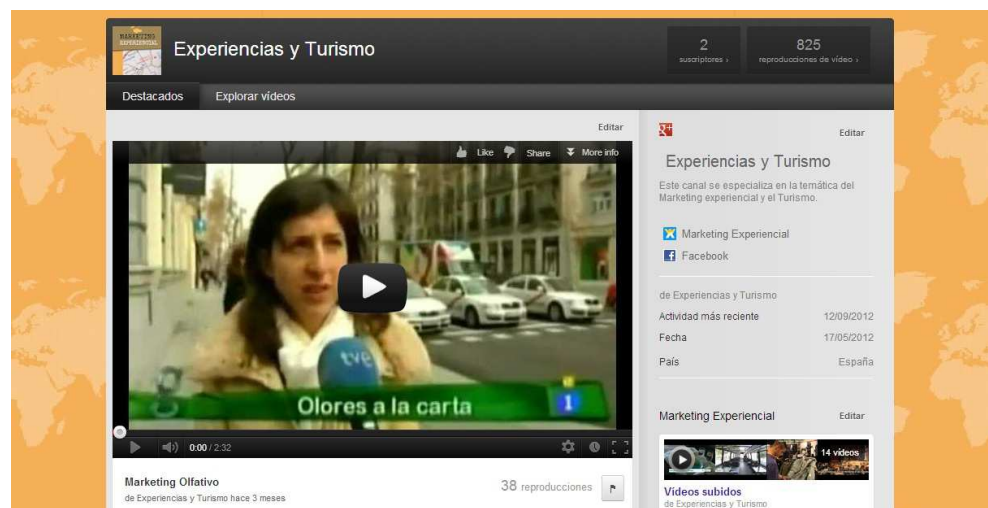 MARKETING
EXPERIENCIAL
Experiencias y Turismo
2
suscriptores
825
reproducciones de vídeo
Destacados
Explorar vídeos
Editar
Like
Share
More info
tve
Olores a la carta
1
0:00 / 2:32
Marketing Olfativo
de Experiencias y Turismo hace 3 meses
38 reproducciones
g+
Editar
Experiencias y Turismo
Este canal se especializa en la temática del
Marketing experiencial y el Turismo.
Marketing Experiencial
Facebook
de Experiencias y Turismo
Actividad más reciente 12/09/2012
Fecha 17/05/2012
País España
Marketing Experiencial
Editar
14 vídeos
Vídeos subidos
de Experiencias y Turismo